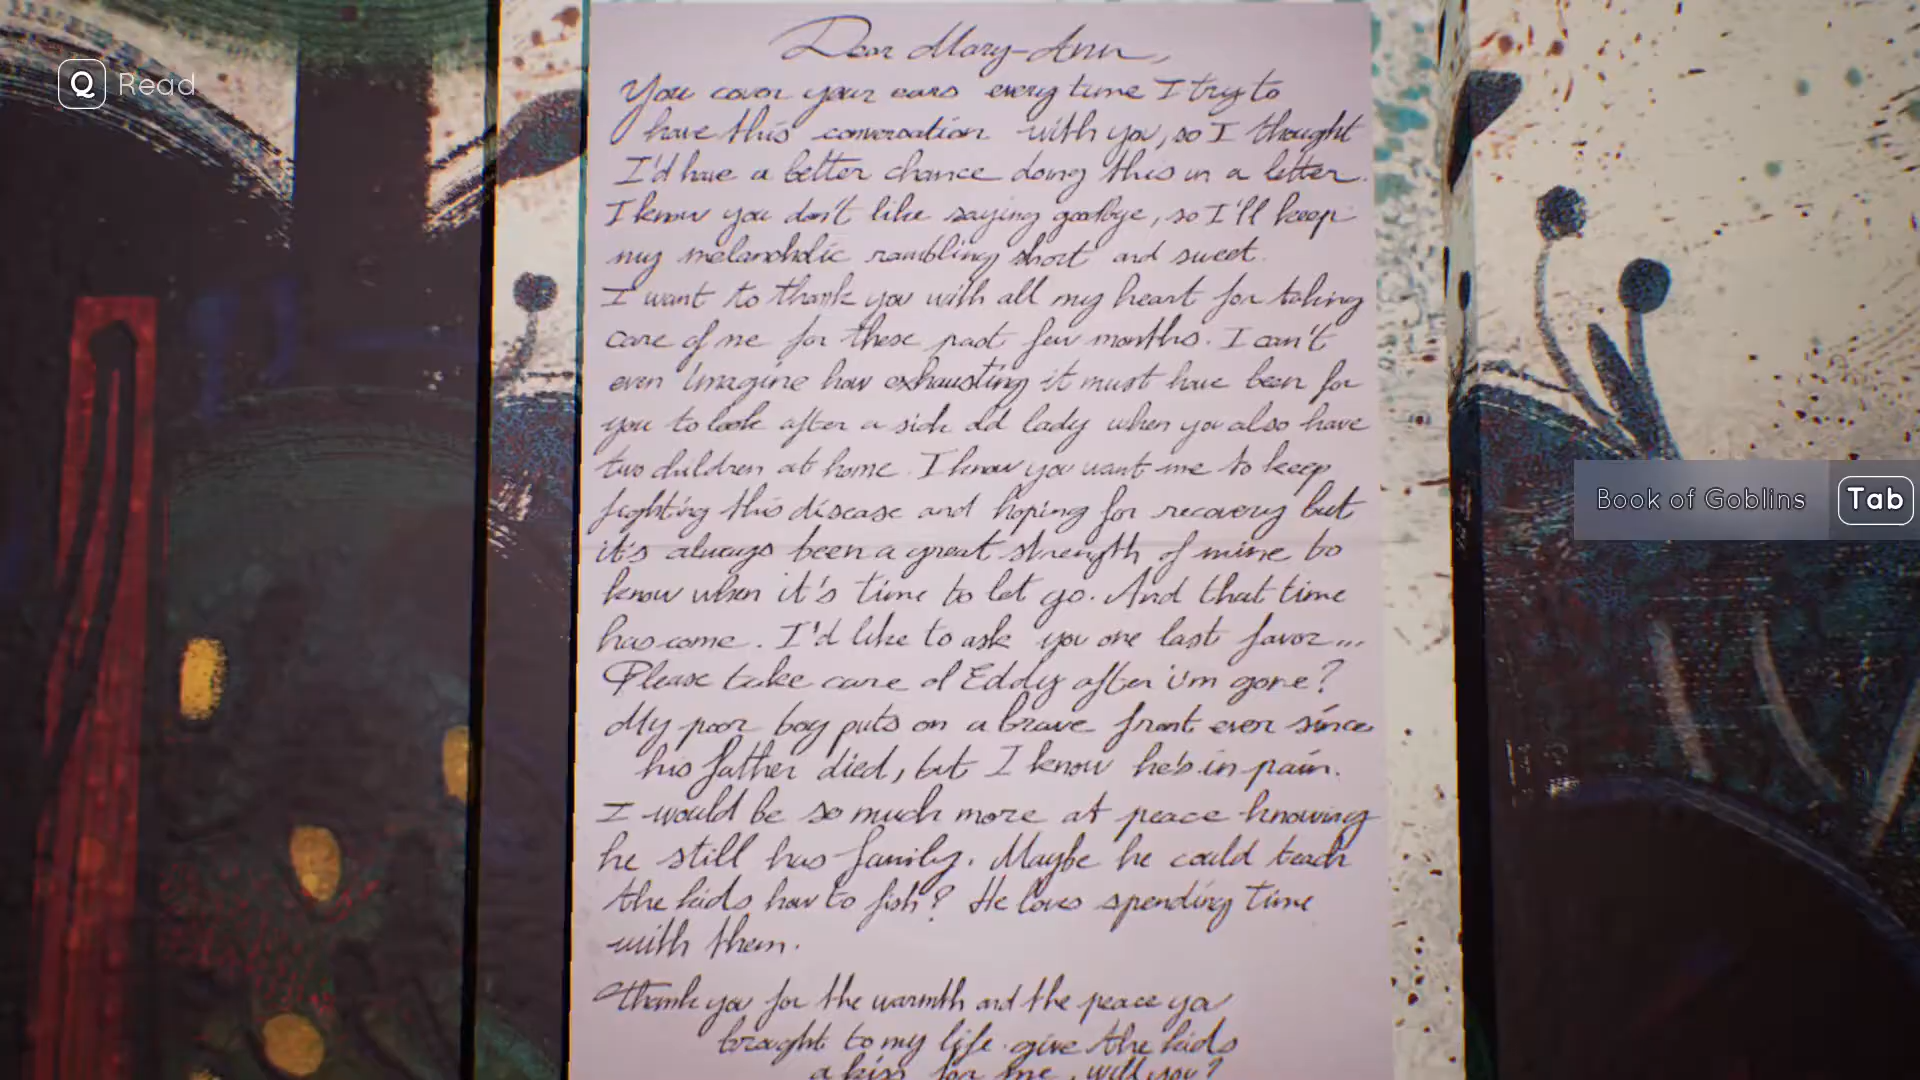 Q Read
Dear Mary-Ann,
You cover your ears every time I try to
have this conversation with you, so I thought
I'd have a better chance doing this in a letter.
I know you don't like saying goodbye, so I'll keep
my melancholic rambling short and sweet.
I want to thank you with all my heart for taking
care of me for these past few months. I can't
even imagine how exhausting it must have been for
you to look after a sick old lady when you also have
two children at home. I know you want me to keep
fighting this disease and hoping for recovery but
it's always been a great strength of mine to
know when it's time to let go. And that time
has come. I'd like to ask you one last favor...
Please take care of Eddy after i'm gone?
My poor boy puts on a brave front ever since
his father died, but I know he's in pain.
I would be so much more at peace knowing
he still has family. Maybe he could teach
the kids how to fish? He loves spending time
with them.
Thank you for the warmth and the peace you
brought to my life. give the kids
a kiss for me, will you?
Book of Goblins Tab